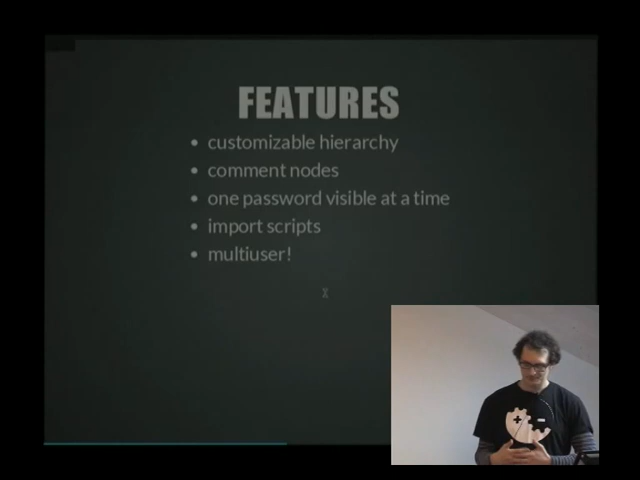 FEATURES
customizable hierarchy
comment nodes
one password visible at a time
import scripts
multiuser!